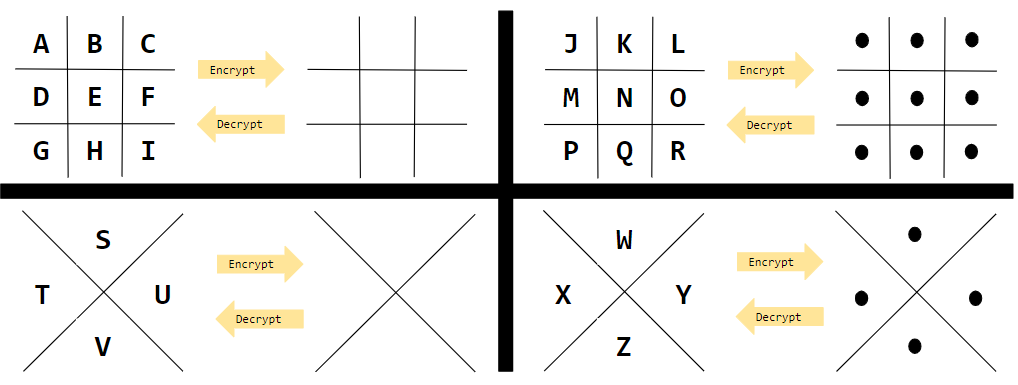 A B C
Encrypt
D E F
Decrypt
G H I
J K L
Encrypt
M N O
Decrypt
P Q R
S
Encrypt
T U
Decrypt
V
W
Encrypt
X Y
Decrypt
Z